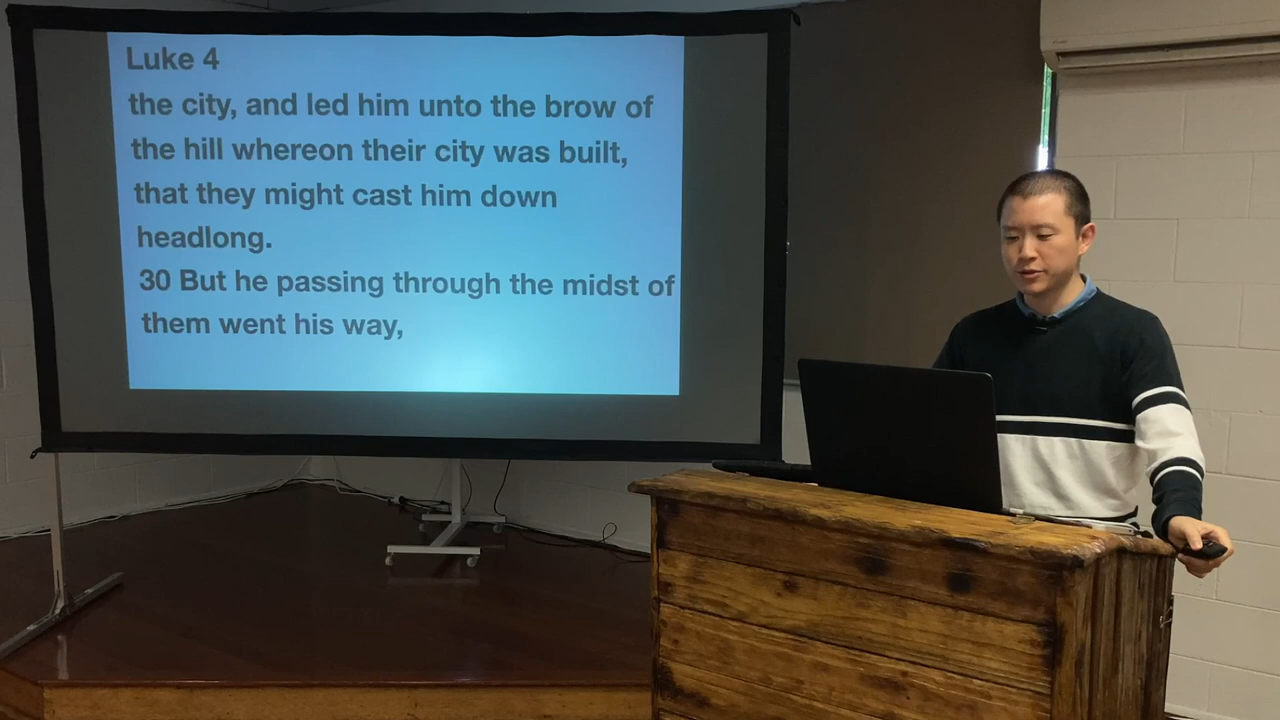 Luke 4
the city, and led him unto the brow of
the hill whereon their city was built,
that they might cast him down
headlong.
30 But he passing through the midst of
them went his way,